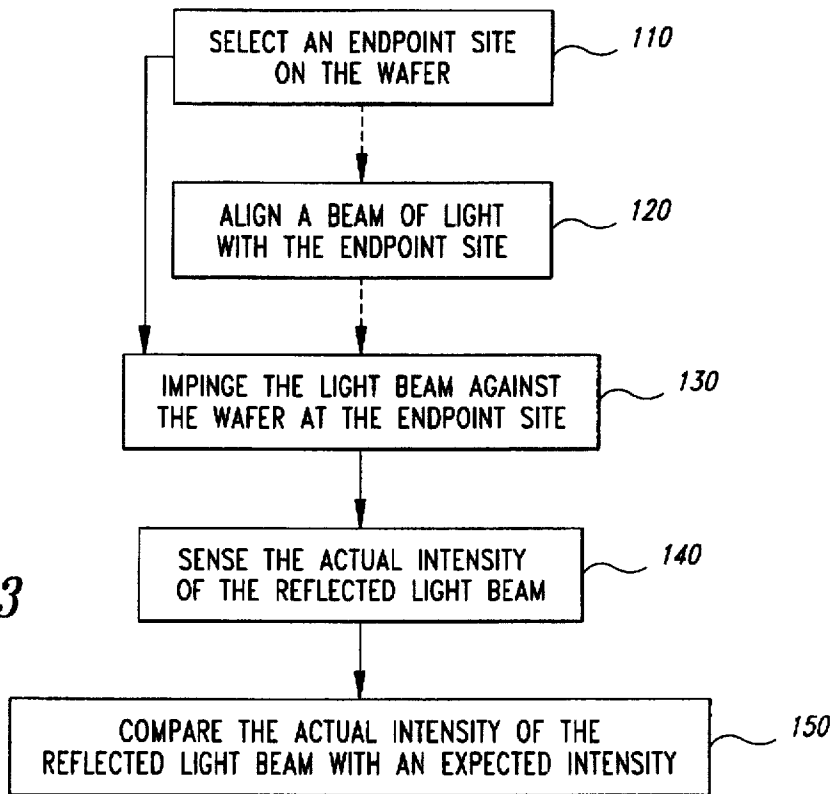 SELECT AN ENDPOINT SITE
ON THE WAFER
110
ALIGN A BEAM OF LIGHT
WITH THE ENDPOINT SITE
120
IMPINGE THE LIGHT BEAM AGAINST
THE WAFER AT THE ENDPOINT SITE
130
SENSE THE ACTUAL INTENSITY
OF THE REFLECTED LIGHT BEAM
140
3
COMPARE THE ACTUAL INTENSITY OF THE
REFLECTED LIGHT BEAM WITH AN EXPECTED INTENSITY
150